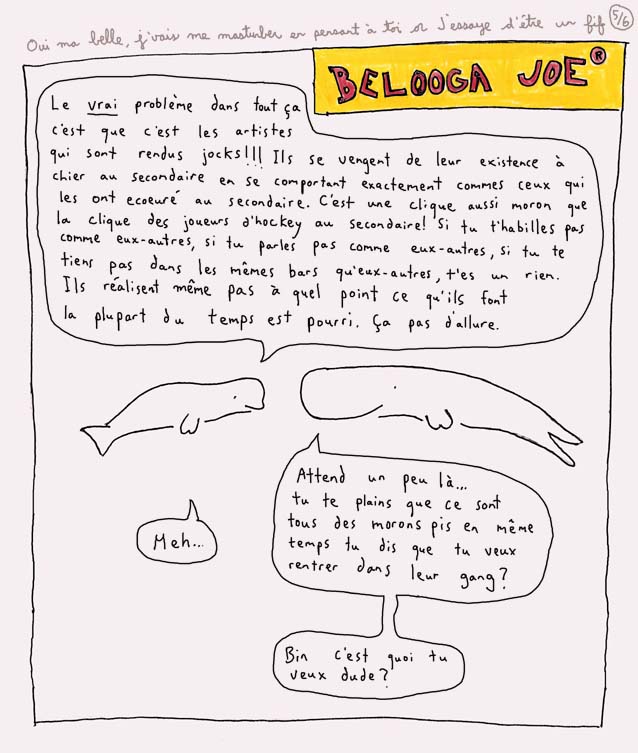 Oui ma belle, j'vais me masturber en pensant à toi or J'essaye d'être un fif 5/6
BELOOGA JOE®
Le vrai problème dans tout ça
c'est que c'est les artistes
qui sont rendus jocks!!! Ils se vengent de leur existence à
chier au secondaire en se comportant exactement commes ceux qui
les ont ecoeuré au secondaire. C'est une clique aussi moron que
la clique des joueurs d'hockey au secondaire! Si tu t'habilles pas
comme eux-autres, si tu parles pas comme eux-autres, si tu te
tiens pas dans les mêmes bars qu'eux-autres, t'es un rien.
Ils réalisent même pas à quel point ce qu'ils font
la plupart du temps est pourri. Ça pas d'allure.
Attend un peu là...
tu te plains que ce sont
tous des morons pis en même
temps tu dis que tu veux
rentrer dans leur gang?
Meh...
Bin c'est quoi tu
veux dude?